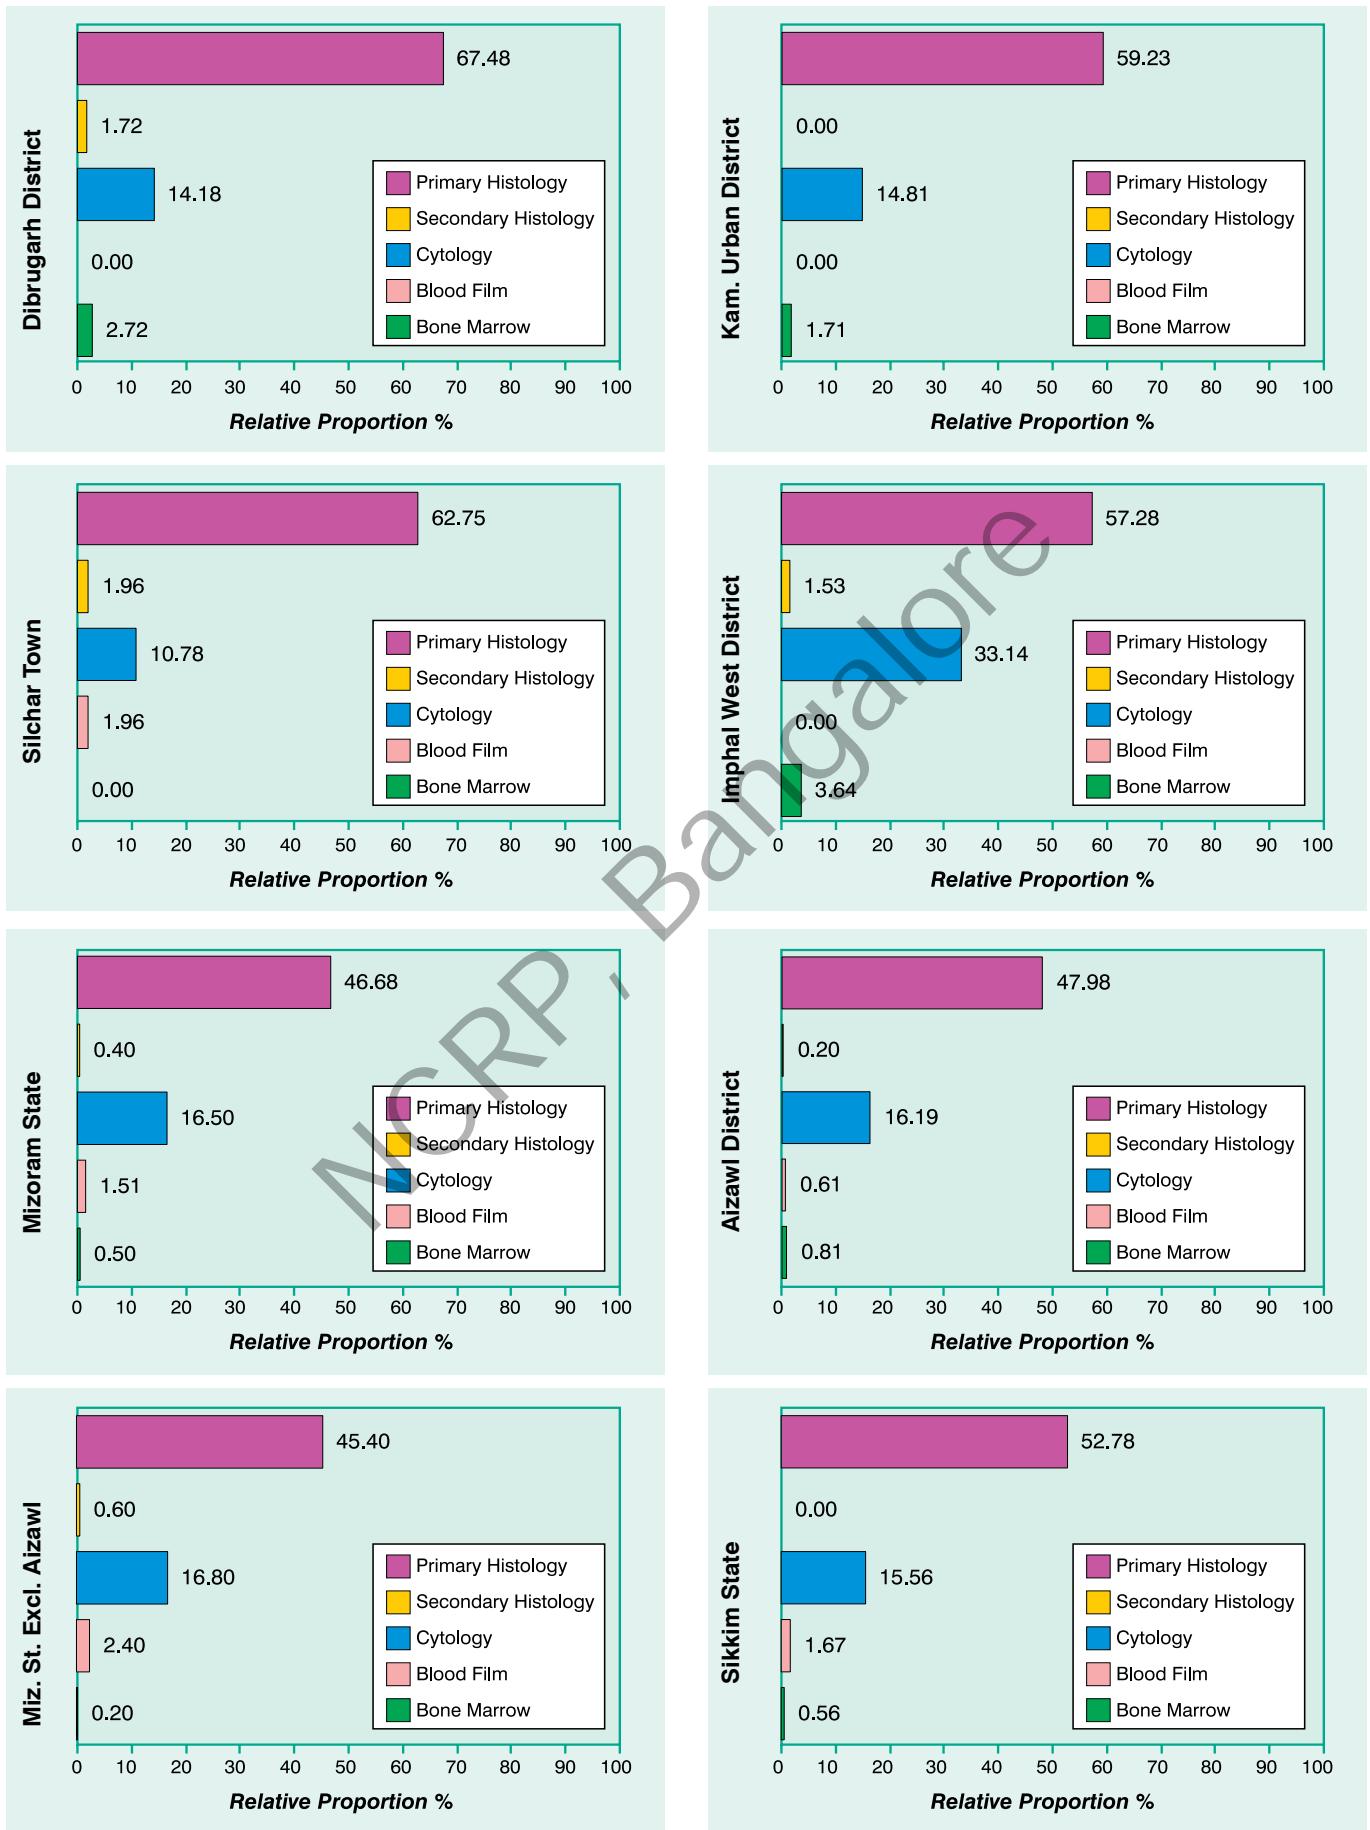 Dibrugarh District
67.48
1.72
14.18
0.00
2.72
Primary Histology
Secondary Histology
Cytology
Blood Film
Bone Marrow
0 10 20 30 40 50 60 70 80 90 100
Relative Proportion %
Kam. Urban District
59.23
0.00
14.81
0.00
1.71
Primary Histology
Secondary Histology
Cytology
Blood Film
Bone Marrow
0 10 20 30 40 50 60 70 80 90 100
Relative Proportion %
Silchar Town
62.75
1.96
10.78
1.96
0.00
Primary Histology
Secondary Histology
Cytology
Blood Film
Bone Marrow
0 10 20 30 40 50 60 70 80 90 100
Relative Proportion %
Imphal West District
57.28
1.53
33.14
0.00
3.64
Primary Histology
Secondary Histology
Cytology
Blood Film
Bone Marrow
0 10 20 30 40 50 60 70 80 90 100
Relative Proportion %
NCRP, Bangalore
Mizoram State
46.68
0.40
16.50
1.51
0.50
Primary Histology
Secondary Histology
Cytology
Blood Film
Bone Marrow
0 10 20 30 40 50 60 70 80 90 100
Relative Proportion %
Aizawl District
47.98
0.20
16.19
0.61
0.81
Primary Histology
Secondary Histology
Cytology
Blood Film
Bone Marrow
0 10 20 30 40 50 60 70 80 90 100
Relative Proportion %
Miz. St. Excl. Aizawl
45.40
0.60
16.80
2.40
0.20
Primary Histology
Secondary Histology
Cytology
Blood Film
Bone Marrow
0 10 20 30 40 50 60 70 80 90 100
Relative Proportion %
Sikkim State
52.78
0.00
15.56
1.67
0.56
Primary Histology
Secondary Histology
Cytology
Blood Film
Bone Marrow
0 10 20 30 40 50 60 70 80 90 100
Relative Proportion %